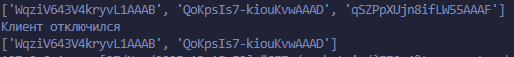 ['WqziV643V4kryvL1AAAB', 'QoKpsIs7-kiouKvwAAAD', 'qSZPpXUjn8ifLW55AAAF']
Клиент отключился
['WqziV643V4kryvL1AAAB', 'QoKpsIs7-kiouKvwAAAD']